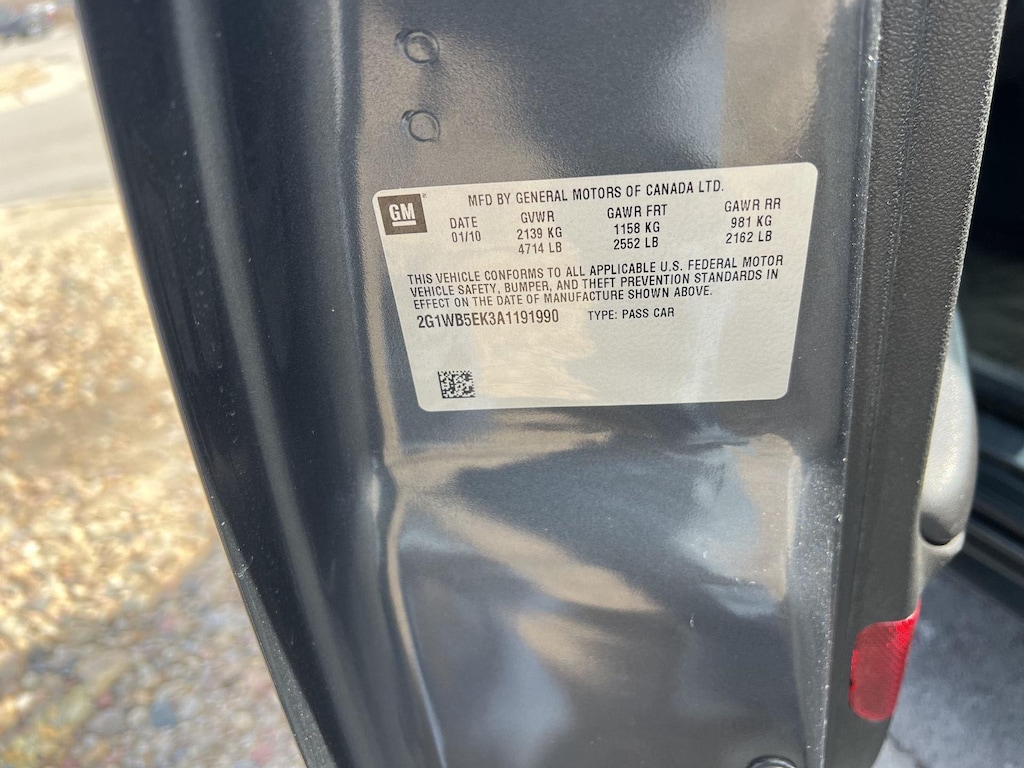 GM
MFD BY GENERAL MOTORS OF CANADA LTD.
DATE GVWR GAWR FRT GAWR RR
01/10 2139 KG 1158 KG 981 KG
4714 LB 2552 LB 2162 LB
THIS VEHICLE CONFORMS TO ALL APPLICABLE U.S. FEDERAL MOTOR
VEHICLE SAFETY, BUMPER, AND THEFT PREVENTION STANDARDS IN
EFFECT ON THE DATE OF MANUFACTURE SHOWN ABOVE.
2G1WB5EK3A1191990 TYPE: PASS CAR